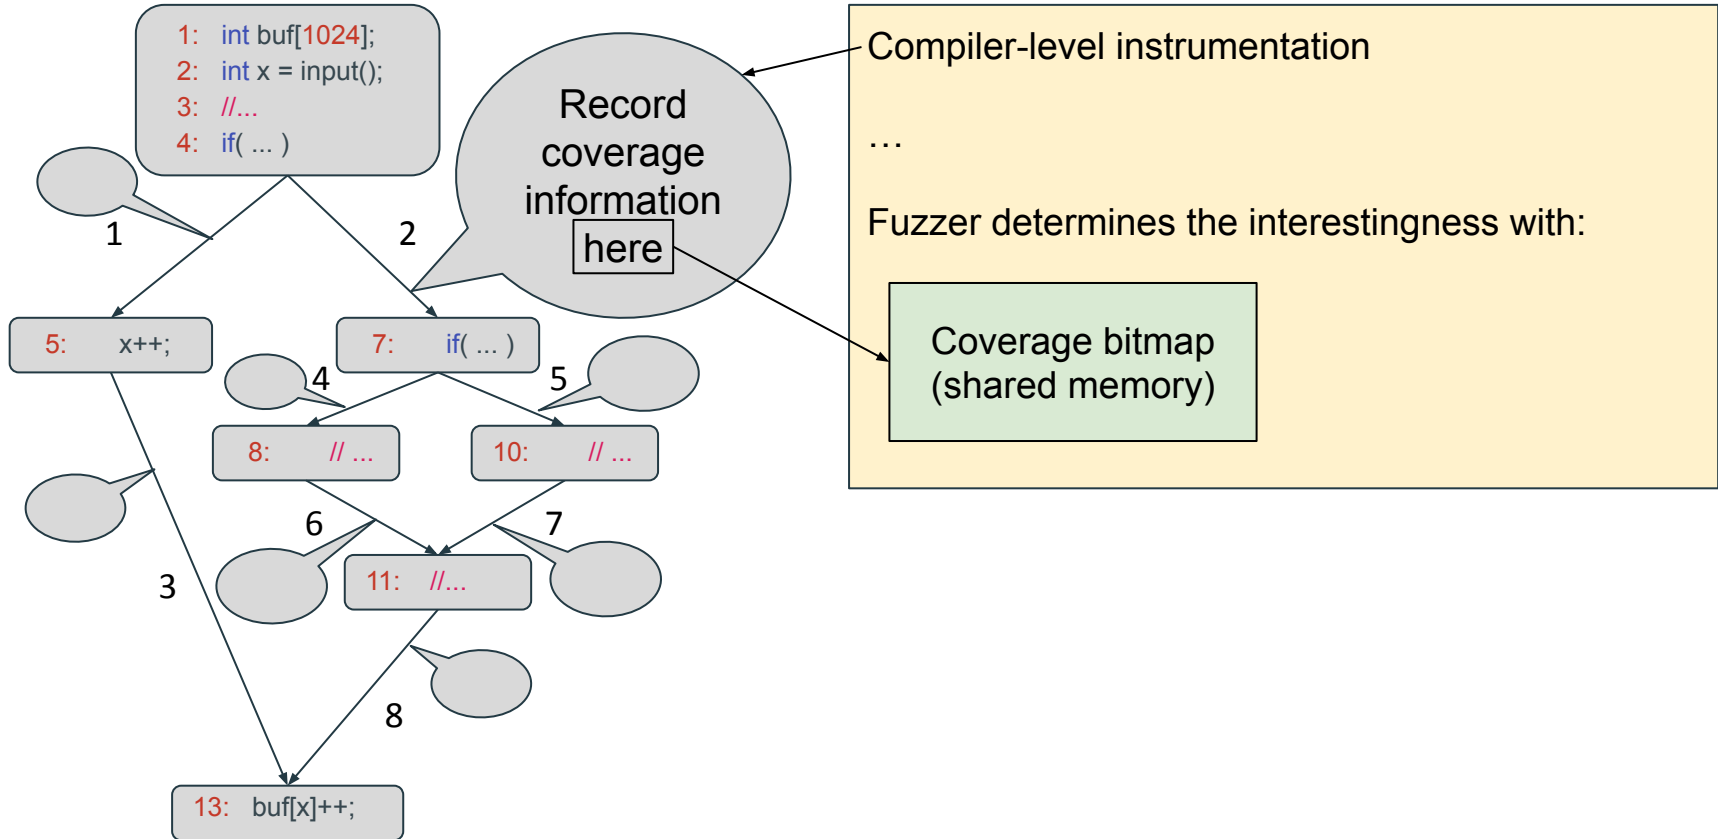 1: int buf[1024];
2: int x = input();
3: //...
4: if( ... )
1
2
Record
coverage
information
here
Compiler-level instrumentation
…
Fuzzer determines the interestingness with:
Coverage bitmap
(shared memory)
5: x++;
7: if( ... )
4
5
8: // ...
10: // ...
6
7
11: //...
3
8
13: buf[x]++;